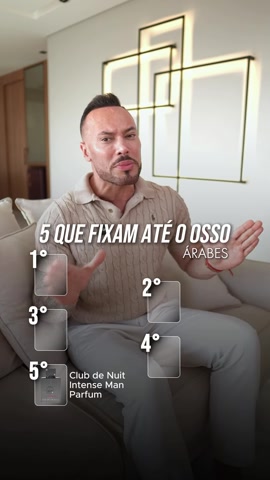 5 QUE FIXAM ATÉ O OSSO
ÁRABES
1°
2°
3°
4°
5°
Club de Nuit
Intense Man
Parfum